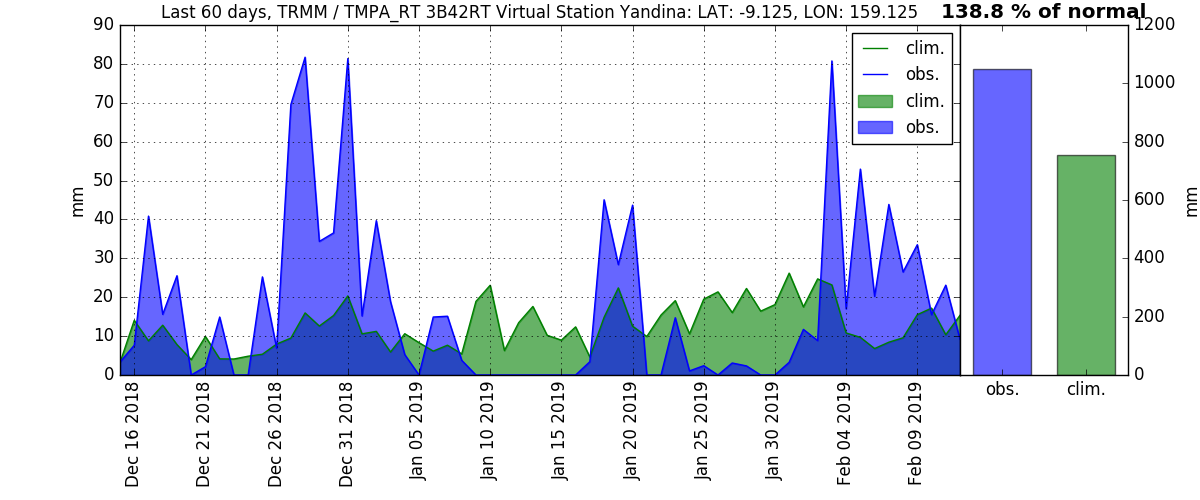 Last 60 days, TRMM / TMPA_RT 3B42RT Virtual Station Yandina: LAT: -9.125, LON: 159.125
138.8 % of normal
90
80
70
60
50
40
30
20
10
0
mm
clim.
obs.
clim.
obs.
1200
1000
800
600
400
200
0
mm
Dec 16 2018
Dec 21 2018
Dec 26 2018
Dec 31 2018
Jan 05 2019
Jan 10 2019
Jan 15 2019
Jan 20 2019
Jan 25 2019
Jan 30 2019
Feb 04 2019
Feb 09 2019
obs.
clim.